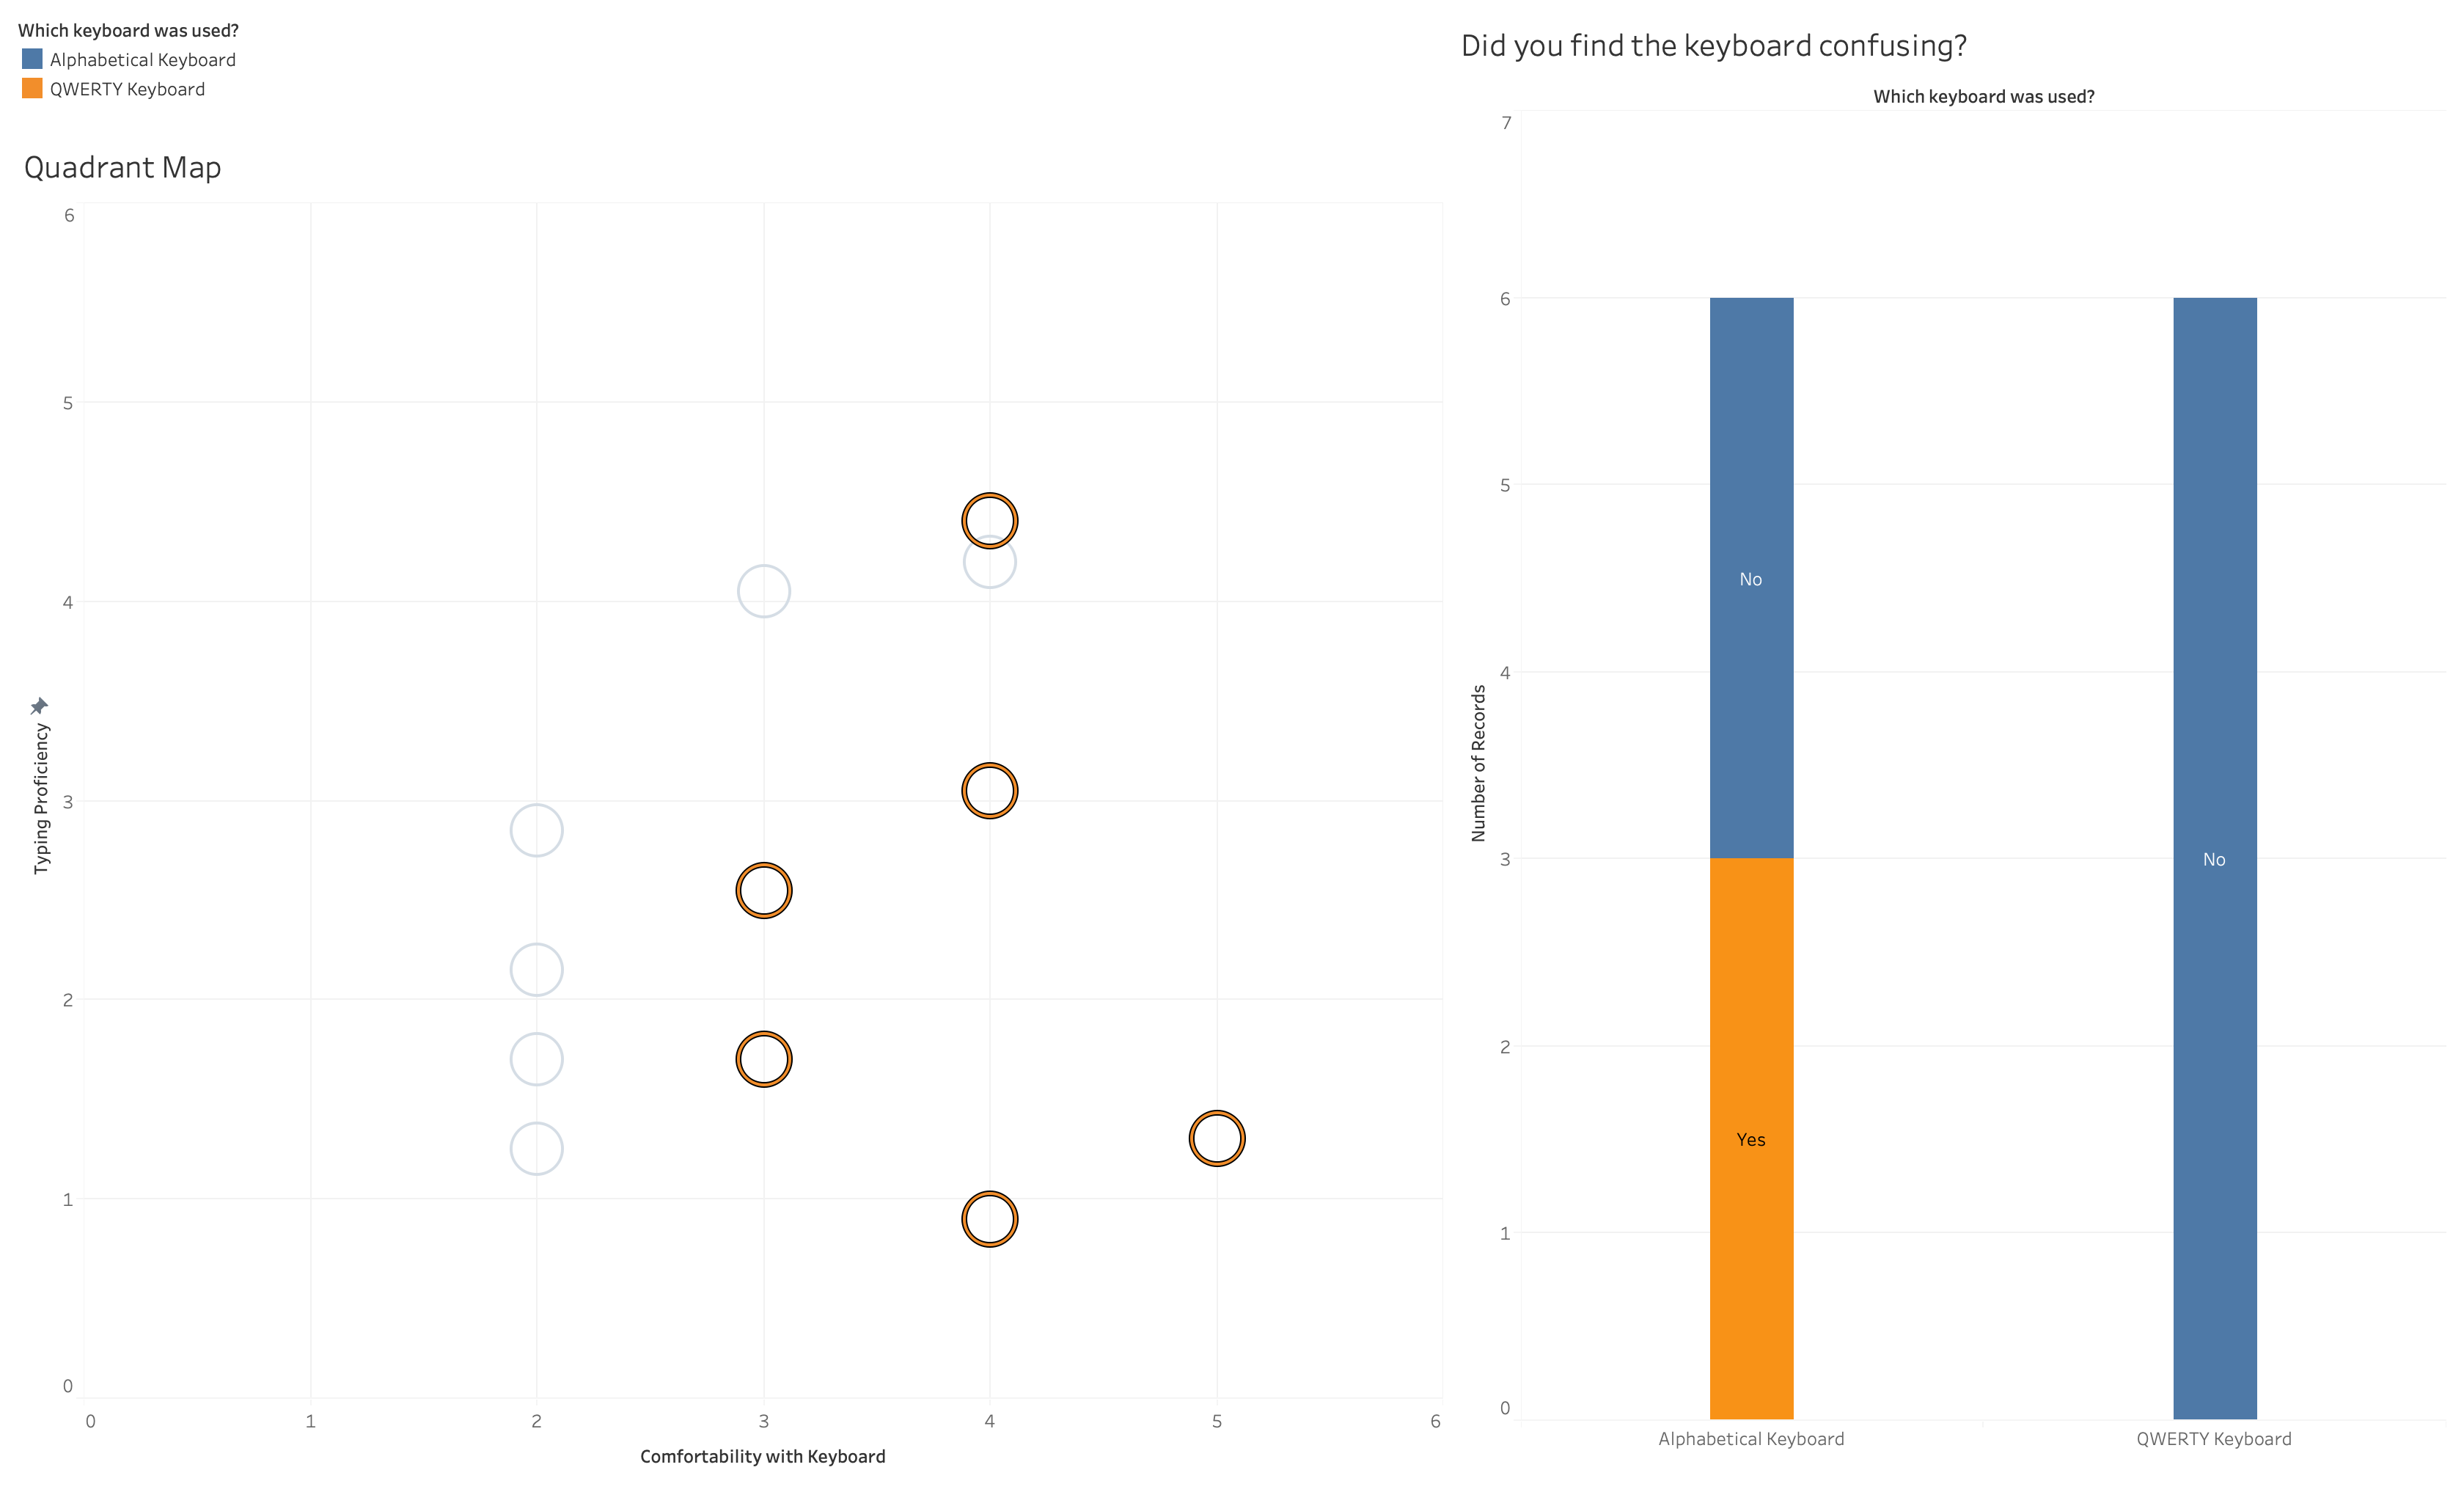 Which keyboard was used?
Alphabetical Keyboard
QWERTY Keyboard
Quadrant Map
6
5
4
3
2
1
0
Typing Proficiency
0 1 2 3 4 5 6
Comfortability with Keyboard
Did you find the keyboard confusing?
Which keyboard was used?
7
6
5
4
3
2
1
0
Number of Records
No
Yes
No
Alphabetical Keyboard QWERTY Keyboard